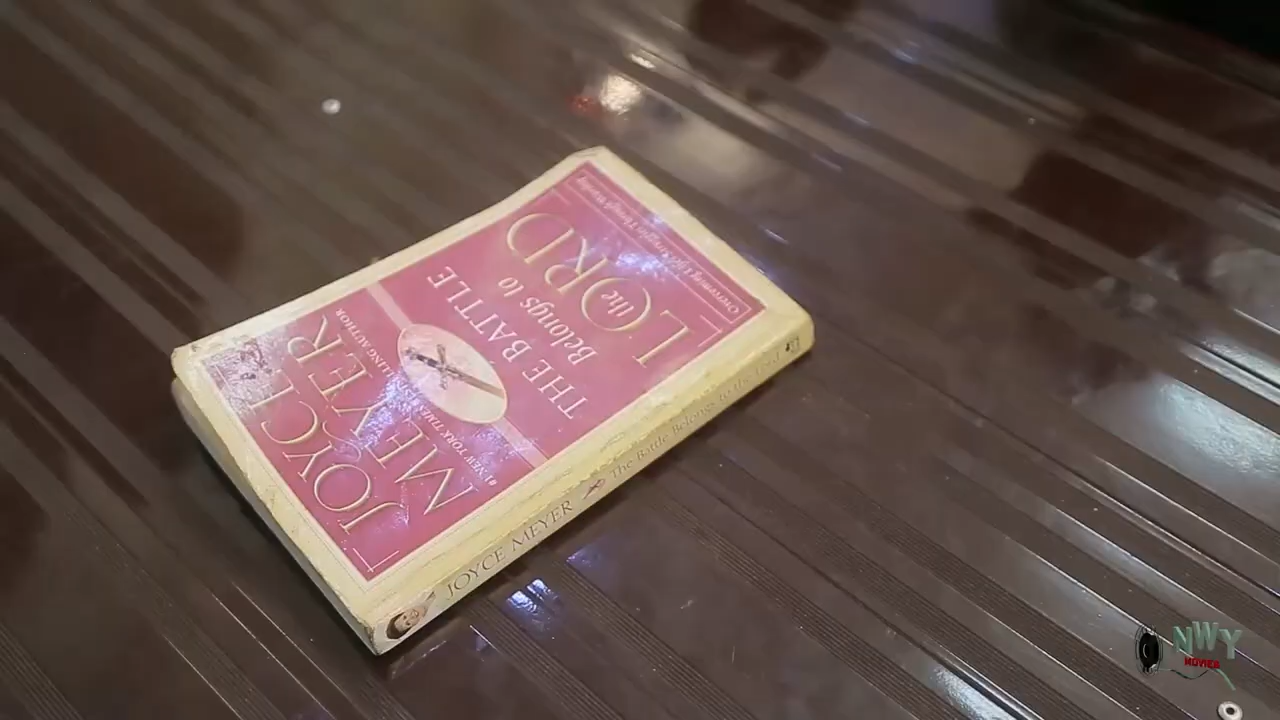 JOYCE
MEYER
#1 NEW YORK TIMES BESTSELLING AUTHOR
THE BATTLE
Belongs to
the
LORD
Overcoming Life's Struggles Through Worship
JOYCE MEYER The Battle Belongs to the Lord
NWY
MOVIES